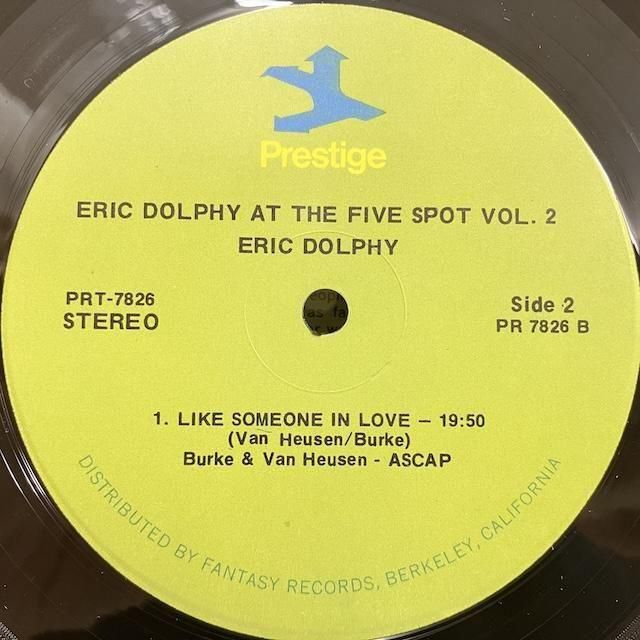 Prestige
ERIC DOLPHY AT THE FIVE SPOT VOL. 2
ERIC DOLPHY
PRT-7826
STEREO
Side 2
PR 7826 B
1. LIKE SOMEONE IN LOVE – 19:50
(Van Heusen/Burke)
Burke & Van Heusen - ASCAP
DISTRIBUTED BY FANTASY RECORDS, BERKELEY, CALIFORNIA